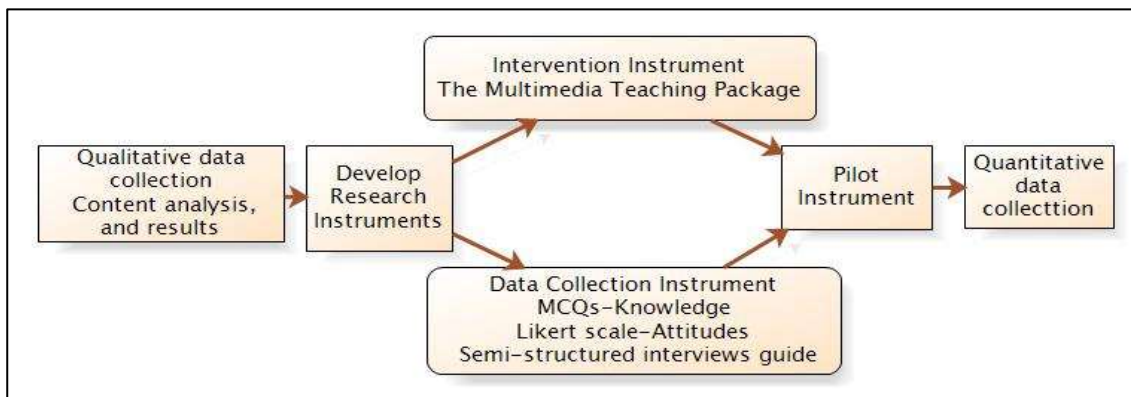 Qualitative data
collection
Content analysis,
and results
Develop
Research
Instruments
Intervention Instrument
The Multimedia Teaching Package
Data Collection Instrument
MCQs-Knowledge
Likert scale-Attitudes
Semi-structured interviews guide
Pilot
Instrument
Quantitative
data
collecttion